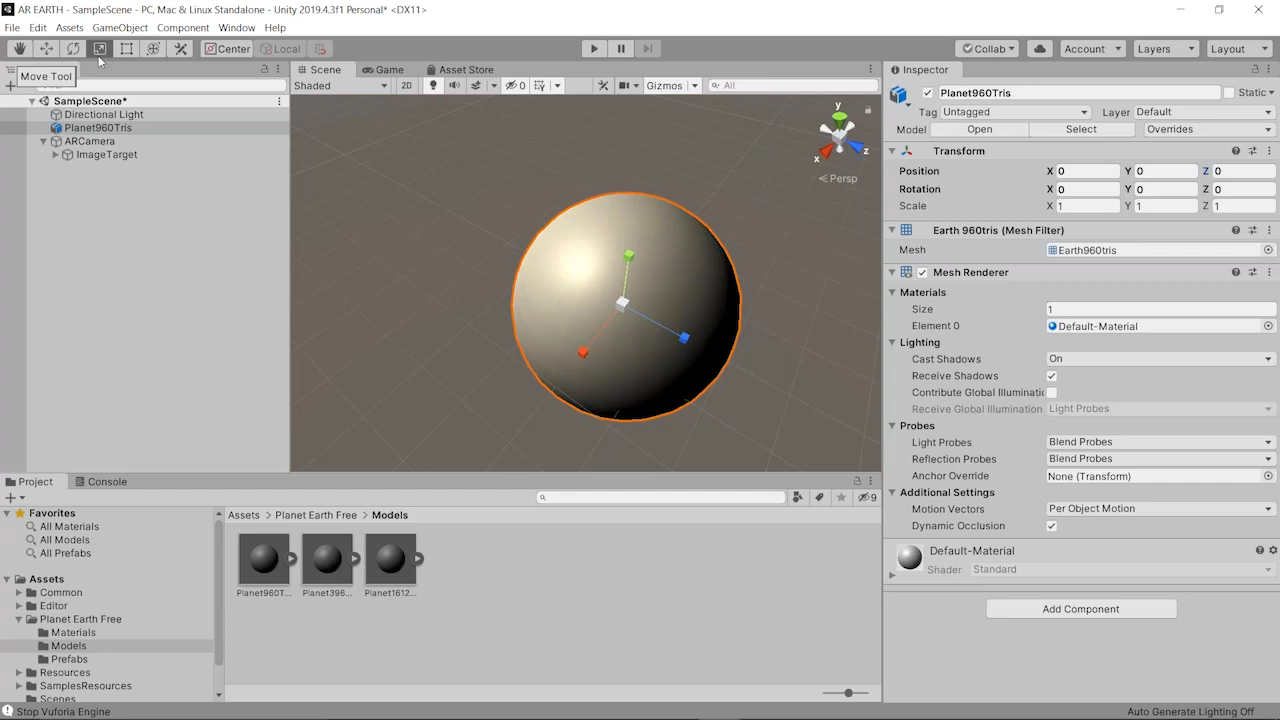 AR EARTH - SampleScene - PC, Mac & Linux Standalone - Unity 2019.4.3f1 Personal* <DX11>
File Edit Assets GameObject Component Window Help
Center Local Collab Account Layers Layout
Move Tool
SampleScene*
Directional Light
Planet960Tris
ARCamera
ImageTarget
Scene Game Asset Store
Shaded 2D 0 Gizmos All
y
x
z
Persp
Inspector
Planet960Tris Static
Tag Untagged Layer Default
Model Open Select Overrides
Transform
Position X 0 Y 0 Z 0
Rotation X 0 Y 0 Z 0
Scale X 1 Y 1 Z 1
Earth 960tris (Mesh Filter)
Mesh Earth960tris
Mesh Renderer
Materials
Size 1
Element 0 Default-Material
Lighting
Cast Shadows On
Receive Shadows
Contribute Global Illuminatic
Receive Global Illumination Light Probes
Probes
Light Probes Blend Probes
Reflection Probes Blend Probes
Anchor Override None (Transform)
Additional Settings
Motion Vectors Per Object Motion
Dynamic Occlusion
Default-Material
Shader Standard
Add Component
Project Console
9
Favorites
All Materials
All Models
All Prefabs
Assets
Common
Editor
Planet Earth Free
Materials
Models
Prefabs
Resources
SamplesResources
Scenes
Assets > Planet Earth Free > Models
Planet960T... Planet396... Planet1612...
Stop Vuforia Engine
Auto Generate Lighting Off